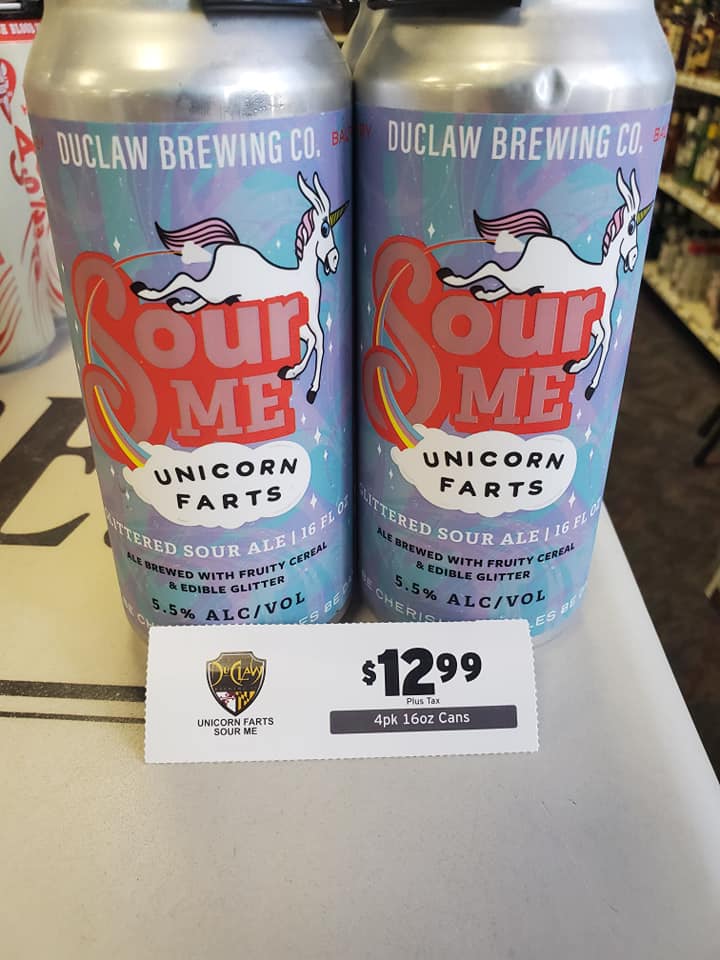 DUCLAW BREWING CO.
Sour
ME
UNICORN
FARTS
GLITTERED SOUR ALE | 16 FL OZ
ALE BREWED WITH FRUITY CEREAL
& EDIBLE GLITTER
5.5% ALC/VOL
DUCLAW BREWING CO.
Sour
ME
UNICORN
FARTS
GLITTERED SOUR ALE | 16 FL OZ
ALE BREWED WITH FRUITY CEREAL
& EDIBLE GLITTER
5.5% ALC/VOL
DuClaw
UNICORN FARTS
SOUR ME
$1299
Plus Tax
4pk 16oz Cans